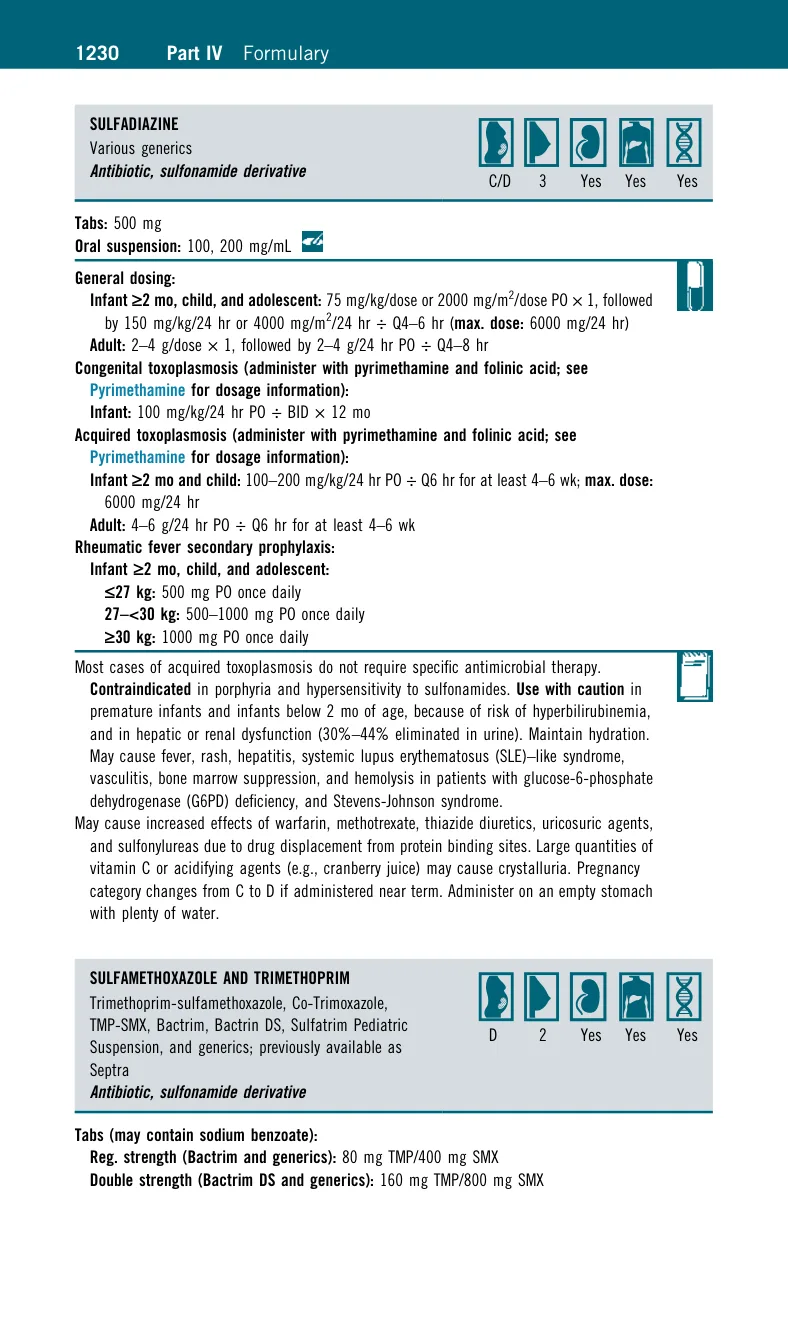 1230 Part IV Formulary
SULFADIAZINE
Various generics
Antibiotic, sulfonamide derivative
C/D 3 Yes Yes Yes
Tabs: 500 mg
Oral suspension: 100, 200 mg/mL
General dosing:
Infant ≥2 mo, child, and adolescent: 75 mg/kg/dose or 2000 mg/m²/dose PO × 1, followed
by 150 mg/kg/24 hr or 4000 mg/m²/24 hr ÷ Q4–6 hr (max. dose: 6000 mg/24 hr)
Adult: 2–4 g/dose × 1, followed by 2–4 g/24 hr PO ÷ Q4–8 hr
Congenital toxoplasmosis (administer with pyrimethamine and folinic acid; see
Pyrimethamine for dosage information):
Infant: 100 mg/kg/24 hr PO ÷ BID × 12 mo
Acquired toxoplasmosis (administer with pyrimethamine and folinic acid; see
Pyrimethamine for dosage information):
Infant ≥2 mo and child: 100–200 mg/kg/24 hr PO ÷ Q6 hr for at least 4–6 wk; max. dose:
6000 mg/24 hr
Adult: 4–6 g/24 hr PO ÷ Q6 hr for at least 4–6 wk
Rheumatic fever secondary prophylaxis:
Infant ≥2 mo, child, and adolescent:
≤27 kg: 500 mg PO once daily
27–<30 kg: 500–1000 mg PO once daily
≥30 kg: 1000 mg PO once daily
Most cases of acquired toxoplasmosis do not require specific antimicrobial therapy.
Contraindicated in porphyria and hypersensitivity to sulfonamides. Use with caution in
premature infants and infants below 2 mo of age, because of risk of hyperbilirubinemia,
and in hepatic or renal dysfunction (30%–44% eliminated in urine). Maintain hydration.
May cause fever, rash, hepatitis, systemic lupus erythematosus (SLE)–like syndrome,
vasculitis, bone marrow suppression, and hemolysis in patients with glucose-6-phosphate
dehydrogenase (G6PD) deficiency, and Stevens-Johnson syndrome.
May cause increased effects of warfarin, methotrexate, thiazide diuretics, uricosuric agents,
and sulfonylureas due to drug displacement from protein binding sites. Large quantities of
vitamin C or acidifying agents (e.g., cranberry juice) may cause crystalluria. Pregnancy
category changes from C to D if administered near term. Administer on an empty stomach
with plenty of water.
SULFAMETHOXAZOLE AND TRIMETHOPRIM
Trimethoprim-sulfamethoxazole, Co-Trimoxazole,
TMP-SMX, Bactrim, Bactrin DS, Sulfatrim Pediatric
Suspension, and generics; previously available as
Septra
Antibiotic, sulfonamide derivative
D 2 Yes Yes Yes
Tabs (may contain sodium benzoate):
Reg. strength (Bactrim and generics): 80 mg TMP/400 mg SMX
Double strength (Bactrim DS and generics): 160 mg TMP/800 mg SMX